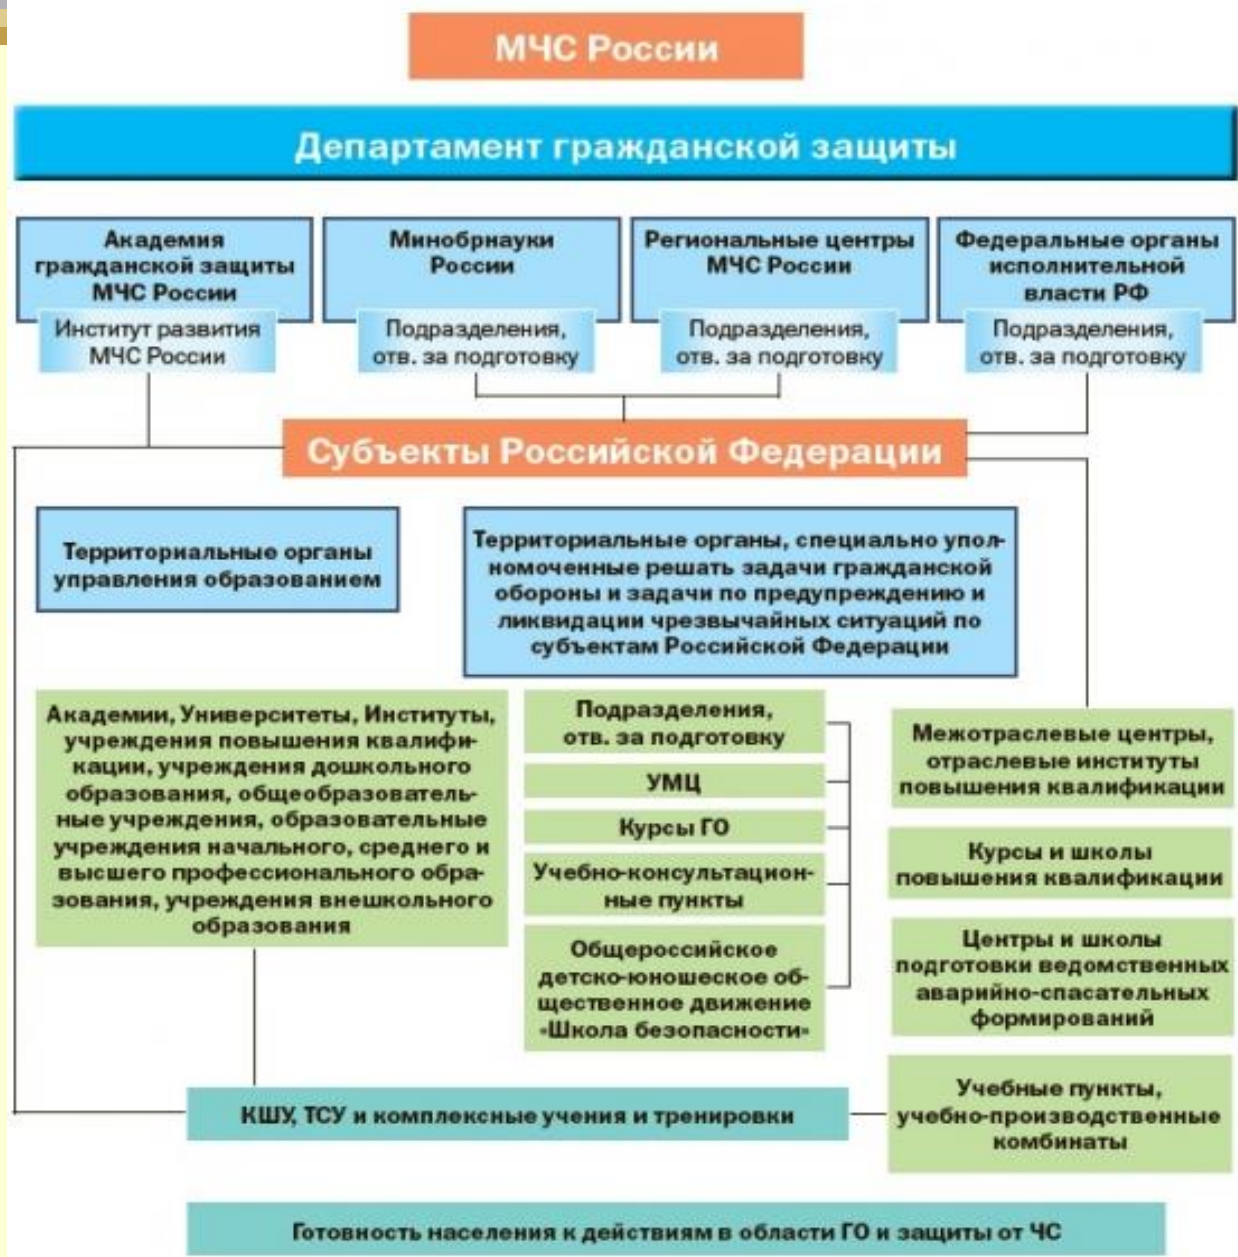 МЧС России
Департамент гражданской защиты
Академия
гражданской защиты
МЧС России
Институт развития
МЧС России
Минобрнауки
России
Подразделения,
отв. за подготовку
Региональные центры
МЧС России
Подразделения,
отв. за подготовку
Федеральные органы
исполнительной
власти РФ
Подразделения,
отв. за подготовку
Субъекты Российской Федерации
Территориальные органы
управления образованием
Территориальные органы, специально упол-
номоченные решать задачи гражданской
обороны и задачи по предупреждению и
ликвидации чрезвычайных ситуаций по
субъектам Российской Федерации
Академии, Университеты, Институты,
учреждения повышения квалифи-
кации, учреждения дошкольного
образования, общеобразователь-
ные учреждения, образовательные
учреждения начального, среднего и
высшего профессионального обра-
зования, учреждения внешкольного
образования
Подразделения,
отв. за подготовку
УМЦ
Курсы ГО
Учебно-консультацион-
ные пункты
Общероссийское
детско-юношеское об-
щественное движение
«Школа безопасности»
Межотраслевые центры,
отраслевые институты
повышения квалификации
Курсы и школы
повышения квалификации
Центры и школы
подготовки ведомственных
аварийно-спасательных
формирований
Учебные пункты,
учебно-производственные
комбинаты
КШУ, ТСУ и комплексные учения и тренировки
Готовность населения к действиям в области ГО и защиты от ЧС